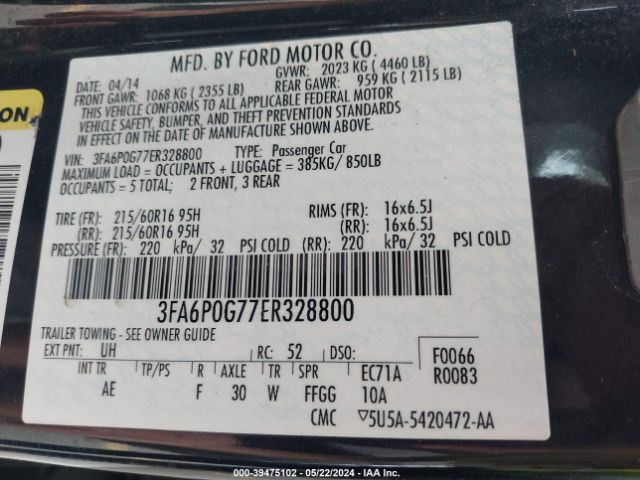 MFD. BY FORD MOTOR CO.
DATE: 04/14 GVWR: 2023 KG ( 4460 LB)
FRONT GAWR: 1068 KG ( 2355 LB) REAR GAWR: 959 KG ( 2115 LB)
THIS VEHICLE CONFORMS TO ALL APPLICABLE FEDERAL MOTOR
VEHICLE SAFETY, BUMPER, AND THEFT PREVENTION STANDARDS
IN EFFECT ON THE DATE OF MANUFACTURE SHOWN ABOVE.
VIN: 3FA6P0G77ER328800 TYPE: Passenger Car
MAXIMUM LOAD = OCCUPANTS + LUGGAGE = 385KG/ 850LB
OCCUPANTS = 5 TOTAL; 2 FRONT, 3 REAR
TIRE (FR): 215/60R16 95H RIMS (FR): 16x6.5J
(RR): 215/60R16 95H (RR): 16x6.5J
PRESSURE (FR): 220 kPa/ 32 PSI COLD (RR): 220 kPa/ 32 PSI COLD
3FA6P0G77ER328800
TRAILER TOWING - SEE OWNER GUIDE
EXT PNT: UH RC: 52 DSO: F0066
INT TR TP/PS R AXLE TR SPR EC71A R0083
AE F 30 W FFGG 10A
CMC ▽5U5A-5420472-AA
ON
000-39475102 - 05/22/2024 - IAA Inc.